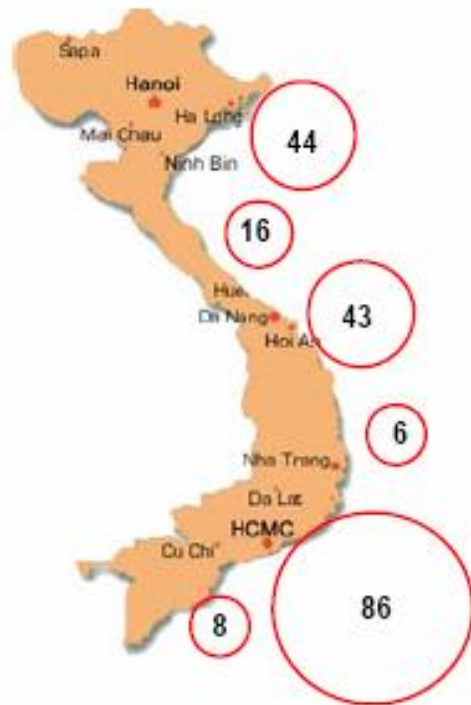 Sapa
Hanoi
Ha Long
44
Mai Chau
Ninh Bin
16
Hue
Da Nang
43
Hoi An
6
Nha Trang
Da Lat
HCMC
Cu Chi
86
8